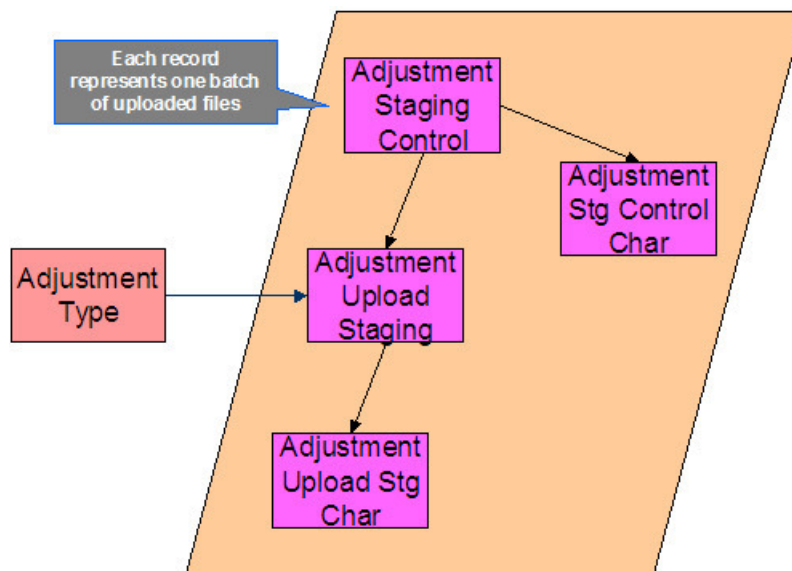 Each record
represents one batch
of uploaded files
Adjustment
Staging
Control
Adjustment
Stg Control
Char
Adjustment
Type
Adjustment
Upload
Staging
Adjustment
Upload Stg
Char